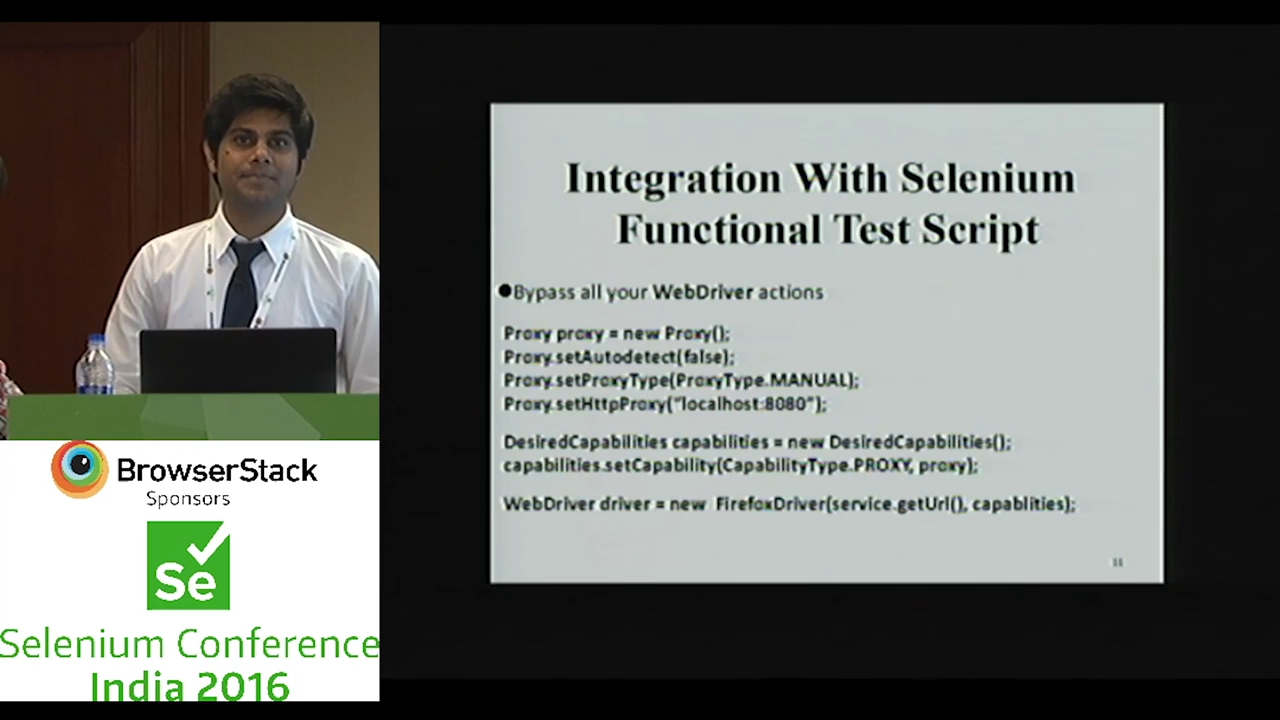 Integration With Selenium
Functional Test Script
●Bypass all your WebDriver actions
Proxy proxy = new Proxy();
Proxy.setAutodetect(false);
Proxy.setProxyType(ProxyType.MANUAL);
Proxy.setHttpProxy("localhost:8080");
DesiredCapabilities capabilities = new DesiredCapabilities();
capabilities.setCapability(CapabilityType.PROXY, proxy);
WebDriver driver = new FirefoxDriver(service.getUrl(), capablities);
11
BrowserStack
Sponsors
Se
Selenium Conference
India 2016